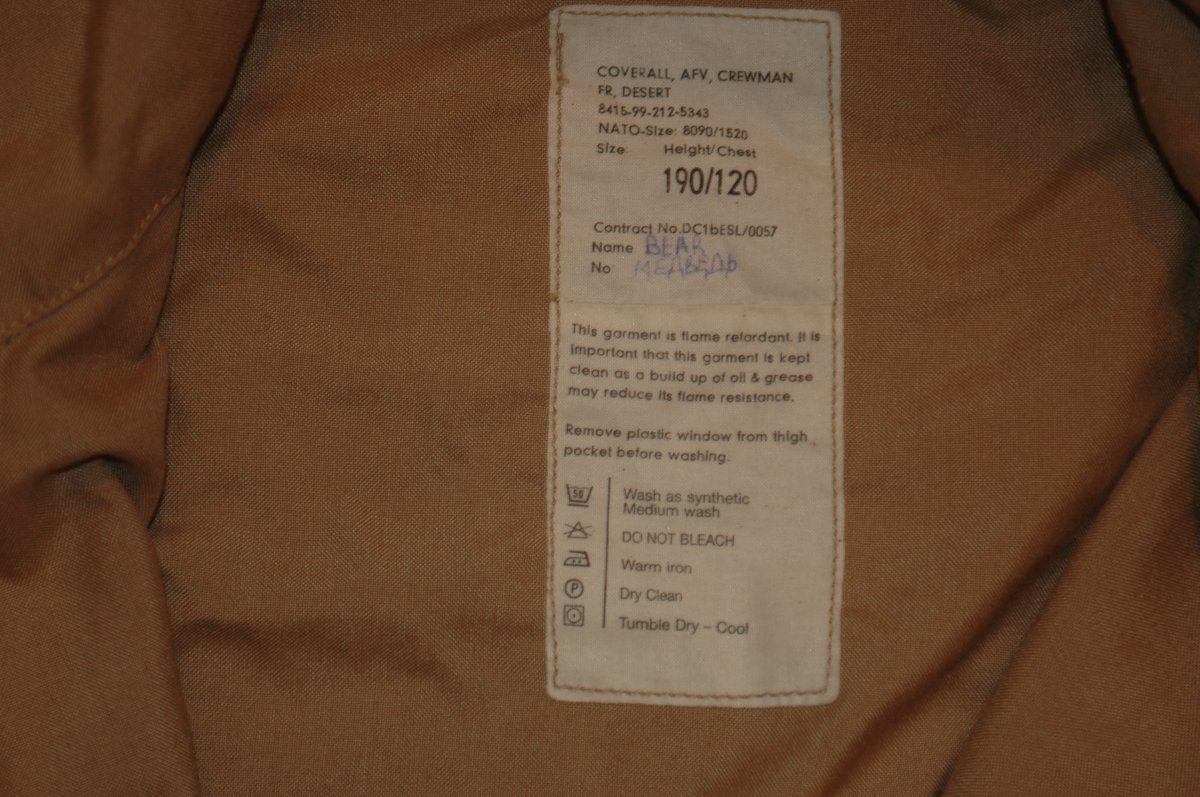 COVERALL, AFV, CREWMAN
FR, DESERT
8415-99-212-5343
NATO-Size: 8090/1520
Size: Height/Chest
190/120
Contract No.DC1bESL/0057
Name BEAR
No МЕДВЕДЬ
This garment is flame retardant. It is
important that this garment is kept
clean as a build up of oil & grease
may reduce its flame resistance.
Remove plastic window from thigh
pocket before washing.
50 Wash as synthetic
Medium wash
DO NOT BLEACH
Warm iron
P Dry Clean
Tumble Dry – Cool